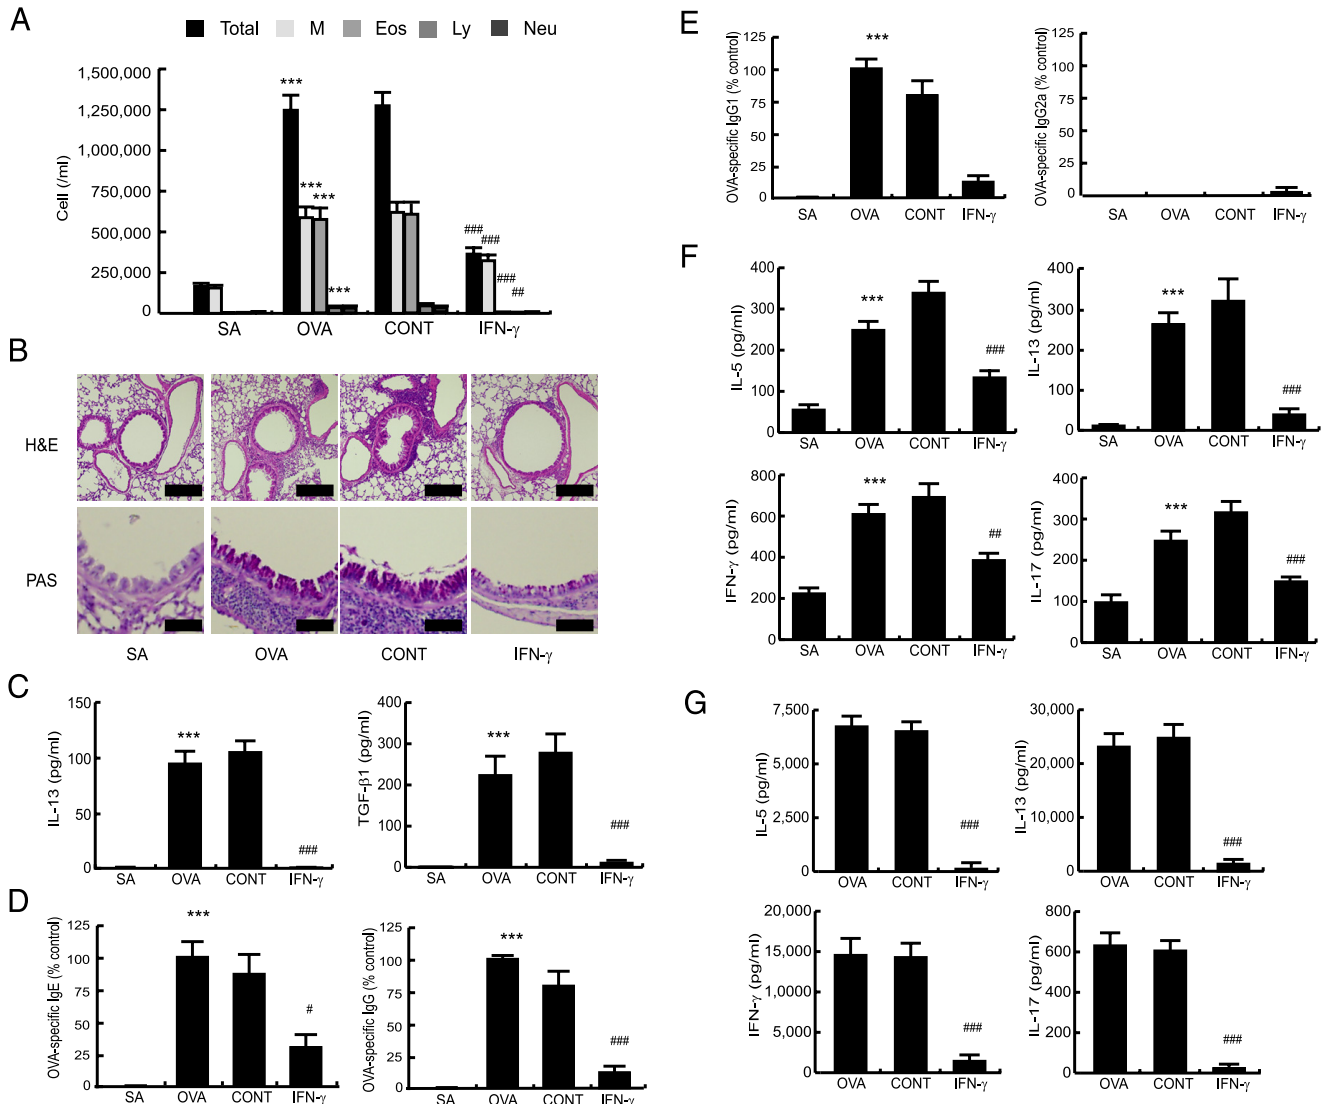 A
Total M Eos Ly Neu
Cell (/ml)
1,500,000
1,250,000
1,000,000
750,000
500,000
250,000
0
***
***
***
***
###
###
###
##
SA OVA CONT IFN-γ
B
H&E
PAS
SA OVA CONT IFN-γ
C
IL-13 (pg/ml)
150
100
50
0
***
###
SA OVA CONT IFN-γ
TGF-β1 (pg/ml)
400
300
200
100
0
***
###
SA OVA CONT IFN-γ
D
OVA-specific IgE (% control)
125
100
75
50
25
0
***
#
SA OVA CONT IFN-γ
OVA-specific IgG (% control)
125
100
75
50
25
0
***
###
SA OVA CONT IFN-γ
E
OVA-specific IgG1 (% control)
125
100
75
50
25
0
***
SA OVA CONT IFN-γ
OVA-specific IgG2a (% control)
125
100
75
50
25
0
SA OVA CONT IFN-γ
F
IL-5 (pg/ml)
400
300
200
100
0
***
###
SA OVA CONT IFN-γ
IL-13 (pg/ml)
400
300
200
100
0
***
###
SA OVA CONT IFN-γ
IFN-γ (pg/ml)
800
600
400
200
0
***
##
SA OVA CONT IFN-γ
IL-17 (pg/ml)
400
300
200
100
0
***
###
SA OVA CONT IFN-γ
G
IL-5 (pg/ml)
7,500
5,000
2,500
0
###
OVA CONT IFN-γ
IL-13 (pg/ml)
30,000
20,000
10,000
0
###
OVA CONT IFN-γ
IFN-γ (pg/ml)
20,000
15,000
15,0000
5,000
0
###
OVA CONT IFN-γ
IL-17 (pg/ml)
800
600
400
200
0
###
OVA CONT IFN-γ